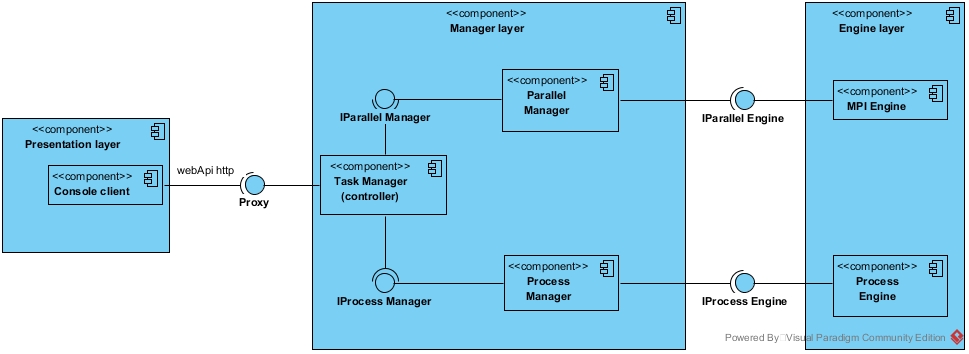 <<component>>
Manager layer
<<component>>
Engine layer
<<component>>
Parallel
Manager
<<component>>
MPI Engine
IParallel Manager
IParallel Engine
<<component>>
Presentation layer
<<component>>
Console client
webApi http
Proxy
<<component>>
Task Manager
(controller)
<<component>>
Process
Manager
<<component>>
Process
Engine
IProcess Manager
IProcess Engine
Powered By Visual Paradigm Community Edition